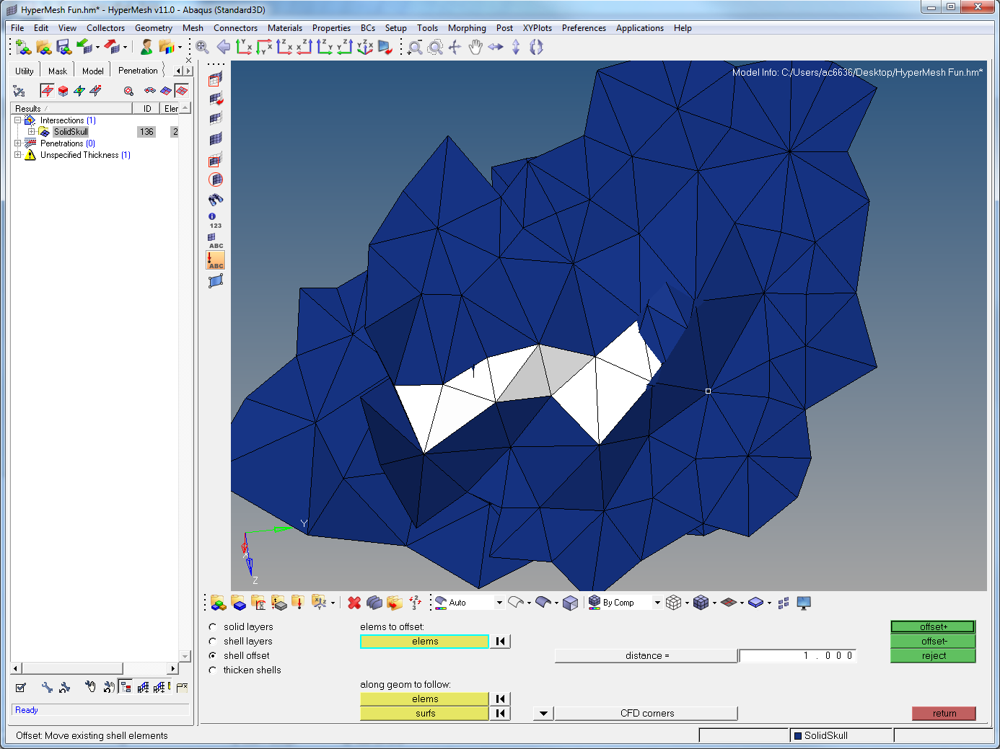 HyperMesh Fun.hm* - HyperMesh v11.0 - Abaqus (Standard3D)
File Edit View Collectors Geometry Mesh Connectors Materials Properties BCs Setup Tools Morphing Post XYPlots Preferences Applications Help
Utility Mask Model Penetration
Model Info: C:/Users/ac6636/Desktop/HyperMesh Fun.hm*
Results / ID Eler
Intersections (1)
SolidSkull 136 2
Penetrations (0)
Unspecified Thickness (1)
123
ABC
ABC
Y
X
Z
Auto
By Comp
solid layers
shell layers
shell offset
thicken shells
elems to offset:
elems
distance =
1 . 0 0 0
along geom to follow:
elems
surfs
CFD corners
offset+
offset-
reject
return
Ready
Offset: Move existing shell elements
SolidSkull